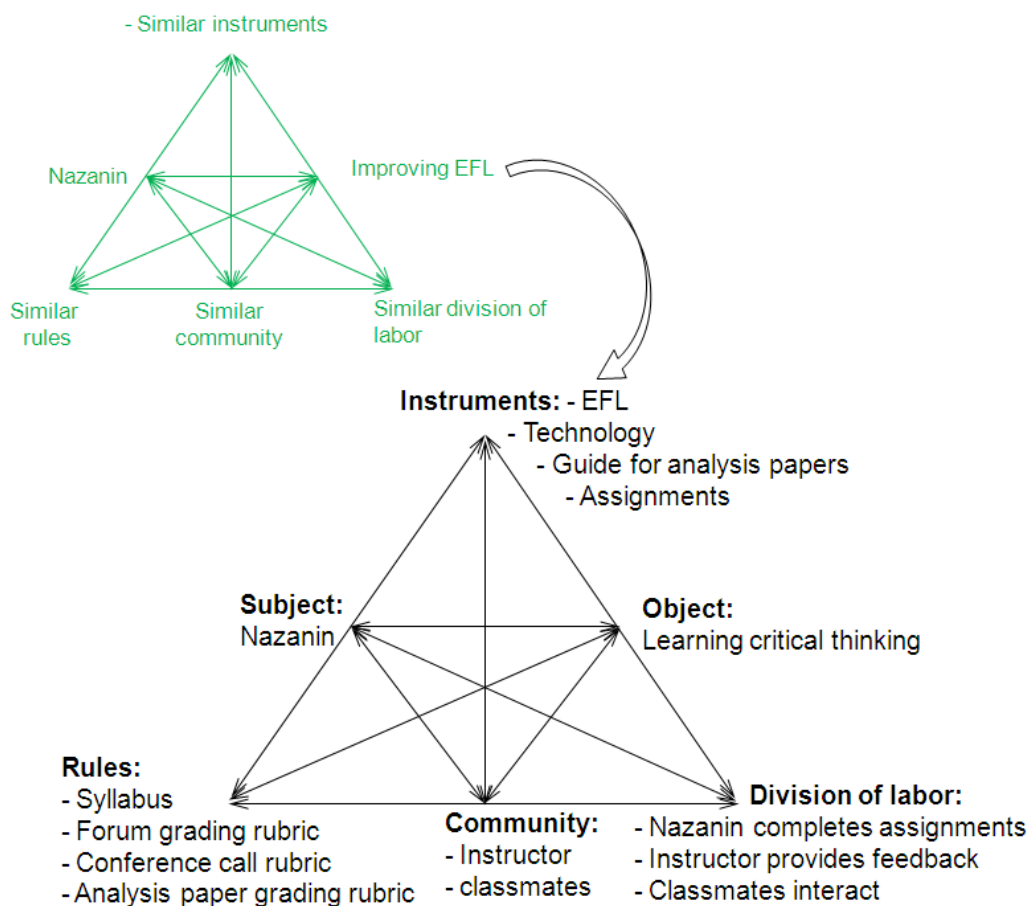 - Similar instruments
Nazanin
Improving EFL
Similar
rules
Similar
community
Similar division of
labor
Instruments: - EFL
- Technology
- Guide for analysis papers
- Assignments
Subject:
Nazanin
Object:
Learning critical thinking
Rules:
- Syllabus
- Forum grading rubric
- Conference call rubric
- Analysis paper grading rubric
Community:
- Instructor
- classmates
Division of labor:
- Nazanin completes assignments
- Instructor provides feedback
- Classmates interact